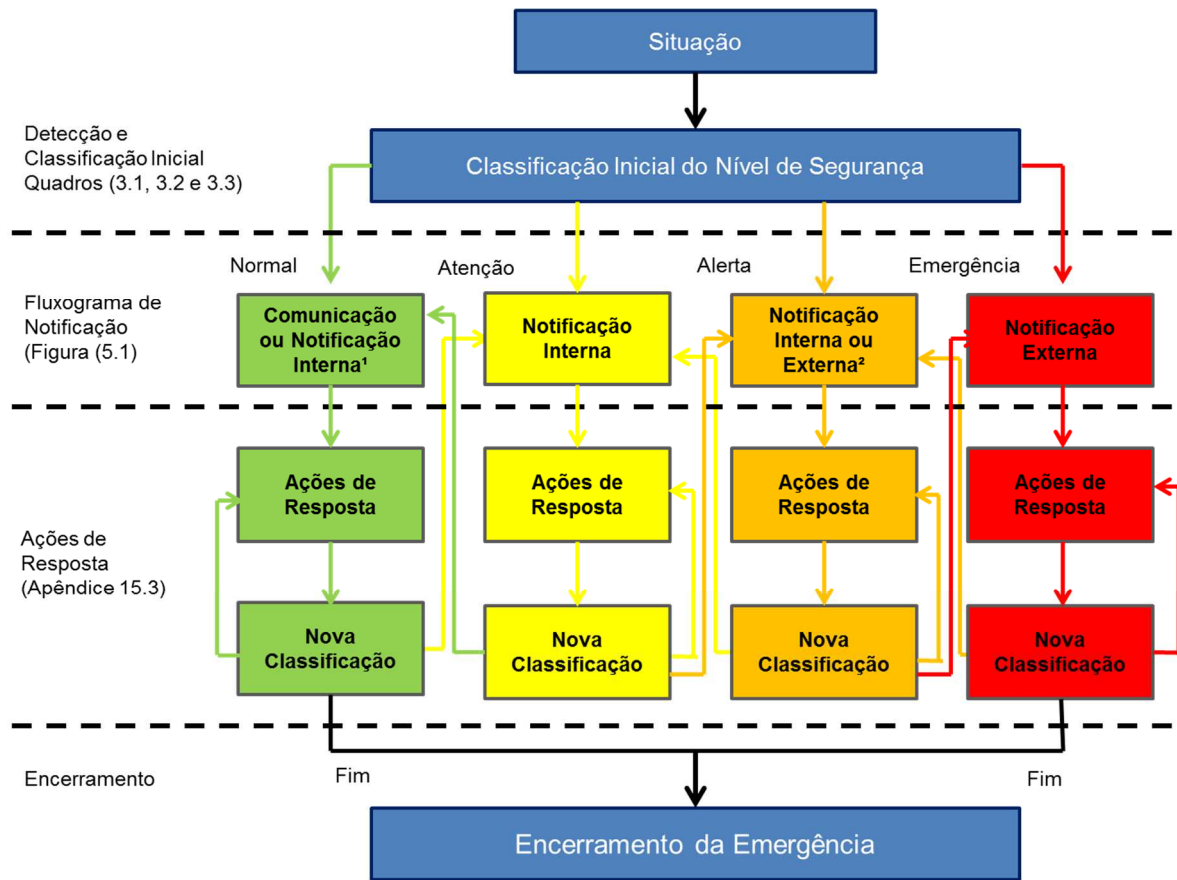 Situação
Detecção e
Classificação Inicial
Quadros (3.1, 3.2 e 3.3)
Classificação Inicial do Nível de Segurança
Normal
Atenção
Alerta
Emergência
Fluxograma de
Notificação
(Figura (5.1)
Comunicação
ou Notificação
Interna¹
Notificação
Interna
Notificação
Interna ou
Externa²
Notificação
Externa
Ações de
Resposta
(Apêndice 15.3)
Ações de
Resposta
Ações de
Resposta
Ações de
Resposta
Ações de
Resposta
Nova
Classificação
Nova
Classificação
Nova
Classificação
Nova
Classificação
Encerramento
Fim
Fim
Encerramento da Emergência